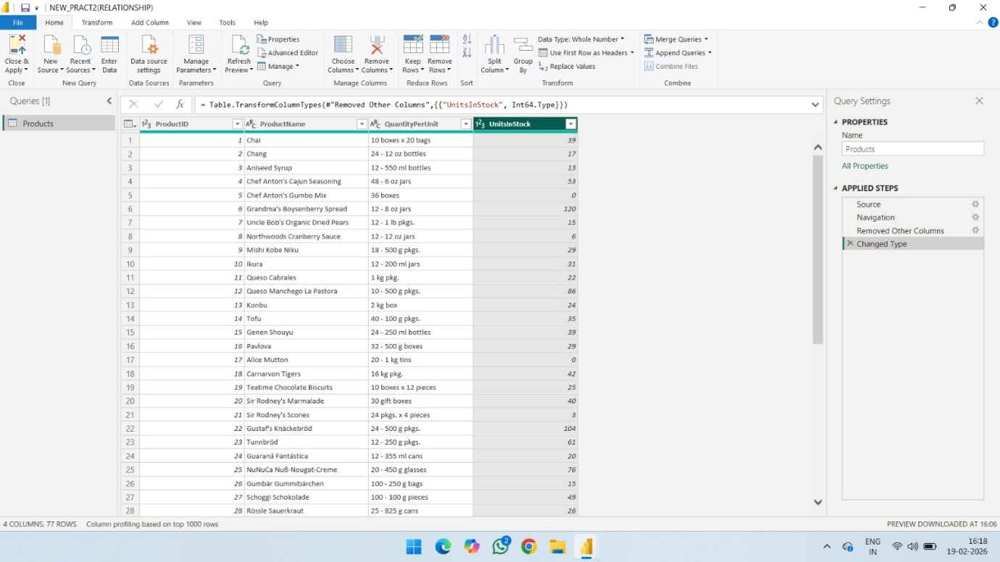 NEW_PRACT2(RELATIONSHIP)
File Home Transform Add Column View Tools Help
Close & Apply
New Source
Recent Sources
Enter Data
Data source settings
Manage Parameters
Refresh Preview
Properties
Advanced Editor
Manage
Choose Columns
Remove Columns
Keep Rows
Remove Rows
Split Column
Group By
Data Type: Whole Number
Use First Row as Headers
Replace Values
Merge Queries
Append Queries
Combine Files
Close New Query Data Sources Parameters Query Manage Columns Reduce Rows Sort Transform Combine
Queries [1]
Products
= Table.TransformColumnTypes(#"Removed Other Columns",{{"UnitsInStock", Int64.Type}})
ProductID ProductName QuantityPerUnit UnitsInStock
1 1 Chai 10 boxes x 20 bags 39
2 2 Chang 24 - 12 oz bottles 17
3 3 Aniseed Syrup 12 - 550 ml bottles 13
4 4 Chef Anton's Cajun Seasoning 48 - 6 oz jars 53
5 5 Chef Anton's Gumbo Mix 36 boxes 0
6 6 Grandma's Boysenberry Spread 12 - 8 oz jars 120
7 7 Uncle Bob's Organic Dried Pears 12 - 1 lb pkgs. 15
8 8 Northwoods Cranberry Sauce 12 - 12 oz jars 6
9 9 Mishi Kobe Niku 18 - 500 g pkgs. 29
10 10 Ikura 12 - 200 ml jars 31
11 11 Queso Cabrales 1 kg pkg. 22
12 12 Queso Manchego La Pastora 10 - 500 g pkgs. 86
13 13 Konbu 2 kg box 24
14 14 Tofu 40 - 100 g pkgs. 35
15 15 Genen Shouyu 24 - 250 ml bottles 39
16 16 Pavlova 32 - 500 g boxes 29
17 17 Alice Mutton 20 - 1 kg tins 0
18 18 Carnarvon Tigers 16 kg pkg. 42
19 19 Teatime Chocolate Biscuits 10 boxes x 12 pieces 25
20 20 Sir Rodney's Marmalade 30 gift boxes 40
21 21 Sir Rodney's Scones 24 pkgs. x 4 pieces 3
22 22 Gustaf's Knäckebröd 24 - 500 g pkgs. 104
23 23 Tunnbröd 12 - 250 g pkgs. 61
24 24 Guaraná Fantástica 12 - 355 ml cans 20
25 25 NuNuCa Nuß-Nougat-Creme 20 - 450 g glasses 76
26 26 Gumbär Gummibärchen 100 - 250 g bags 15
27 27 Schoggi Schokolade 100 - 100 g pieces 49
28 28 Rössle Sauerkraut 25 - 825 g cans 26
Query Settings
PROPERTIES
Name
Products
All Properties
APPLIED STEPS
Source
Navigation
Removed Other Columns
Changed Type
4 COLUMNS, 77 ROWS Column profiling based on top 1000 rows
PREVIEW DOWNLOADED AT 16:06
2
ENG
IN
16:18
19-02-2026